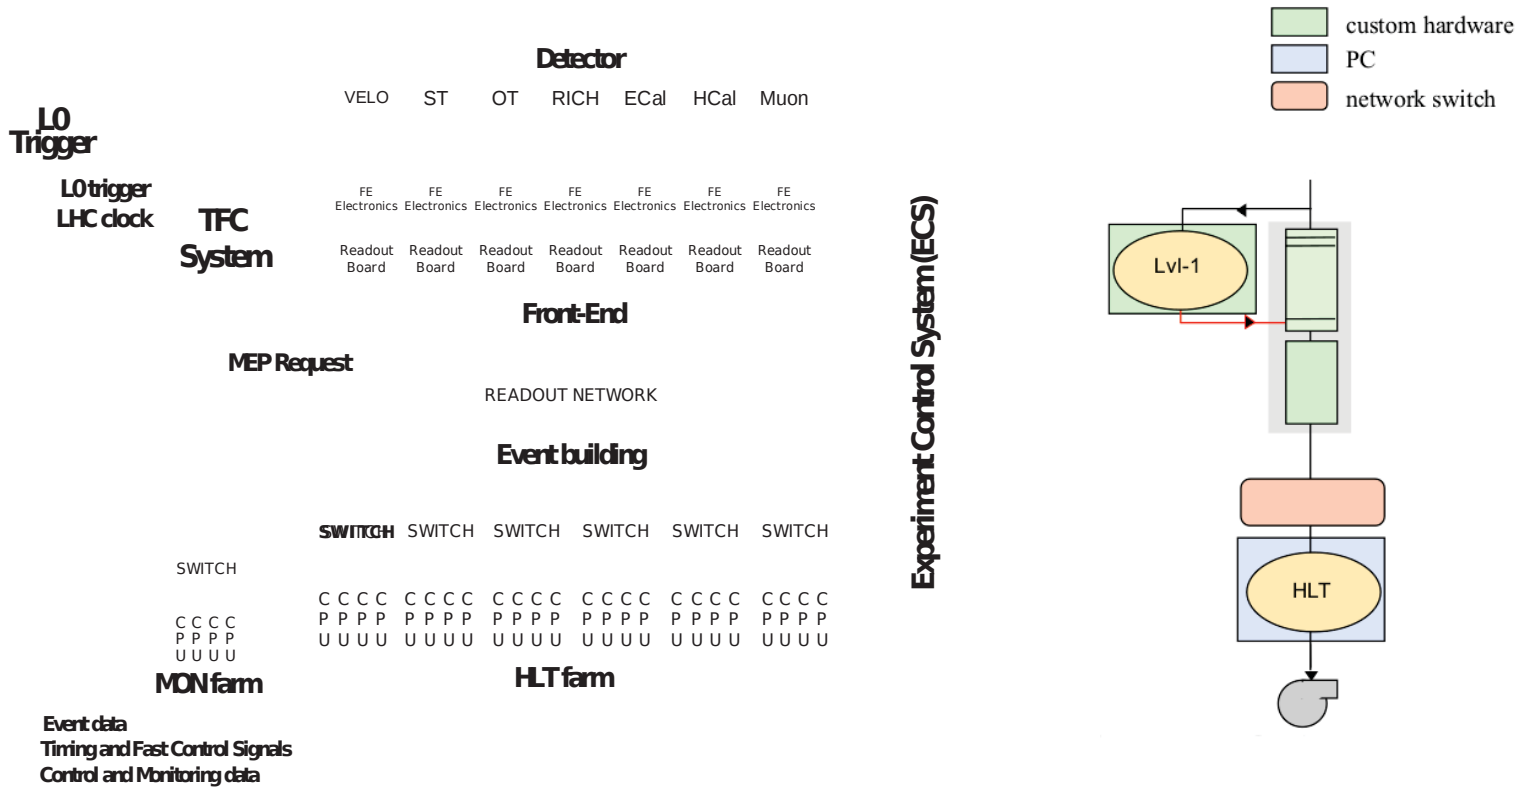 custom hardware
PC
network switch
Detector
VELO ST OT RICH ECal HCal Muon
L0
Trigger
L0 trigger
LHC clock
TFC
System
FE FE FE FE FE FE FE
Electronics Electronics Electronics Electronics Electronics Electronics Electronics
Readout Readout Readout Readout Readout Readout Readout
Board Board Board Board Board Board Board
Front-End
MEP Request
READOUT NETWORK
Event building
Experiment Control System (ECS)
SWITCH SWITCH SWITCH SWITCH SWITCH SWITCH
SWITCH
C C C C C C C C C C C C C C C C C C C C C C C C
P P P P P P P P P P P P P P P P P P P P P P P P
U U U U U U U U U U U U U U U U U U U U U U U U
C C C C
P P P P
U U U U
MON farm
HLT farm
Event data
Timing and Fast Control Signals
Control and Monitoring data
Lvl-1
HLT